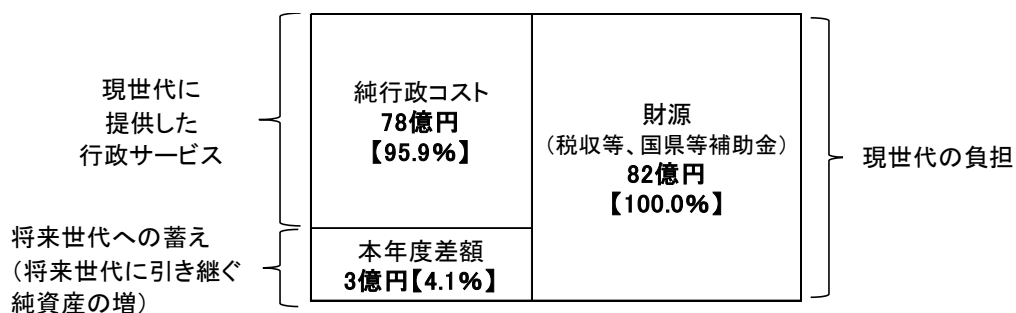 現世代に
提供した
行政サービス
純行政コスト
78億円
【95.9%】
財源
（税収等、国県等補助金）
82億円
【100.0%】
現世代の負担
将来世代への蓄え
（将来世代に引き継ぐ
純資産の増）
本年度差額
3億円【4.1%】